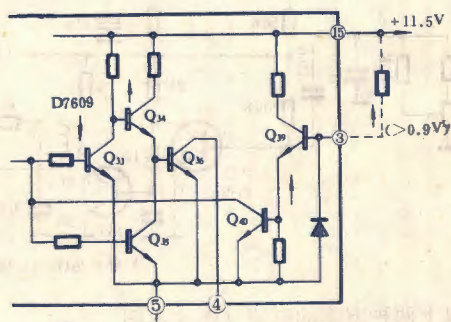 ⑮
+11.5V
D7609
Q₃₄
Q₃₉
③
(>0.9V)
Q₃₃
Q₃₆
Q₄₀
Q₃₅
⑤
④